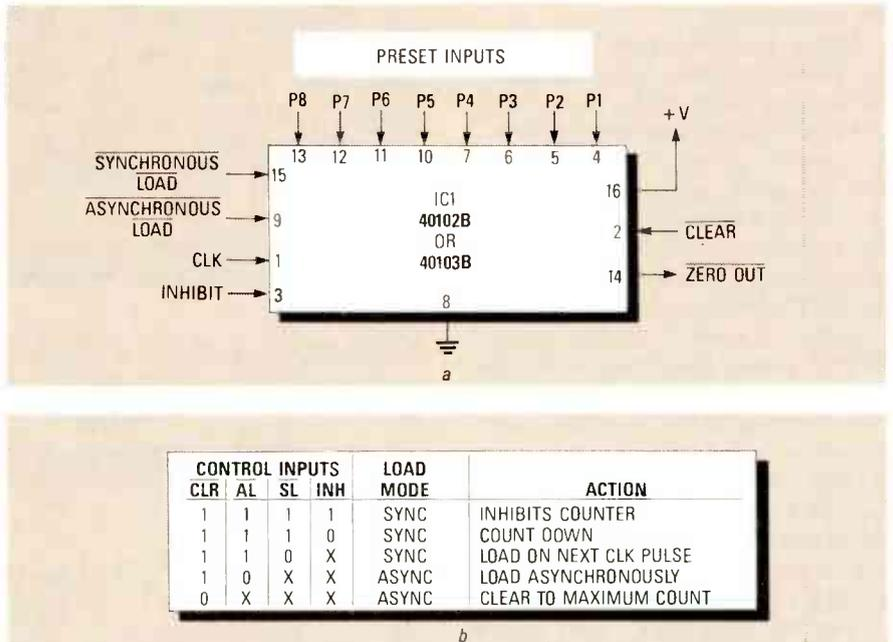 PRESET INPUTS
P8 P7 P6 P5 P4 P3 P2 P1
+V
13 12 11 10 7 6 5 4
SYNCHRONOUS
LOAD
15
16
IC1
ASYNCHRONOUS
LOAD
9
40102B
2
CLEAR
OR
CLK
1
40103B
14
ZERO OUT
INHIBIT
3
8
a
CONTROL INPUTS LOAD
CLR AL SL INH MODE ACTION
1 1 1 1 SYNC INHIBITS COUNTER
1 1 1 0 SYNC COUNT DOWN
1 1 0 X SYNC LOAD ON NEXT CLK PULSE
1 0 X X ASYNC LOAD ASYNCHRONOUSLY
0 X X X ASYNC CLEAR TO MAXIMUM COUNT
b